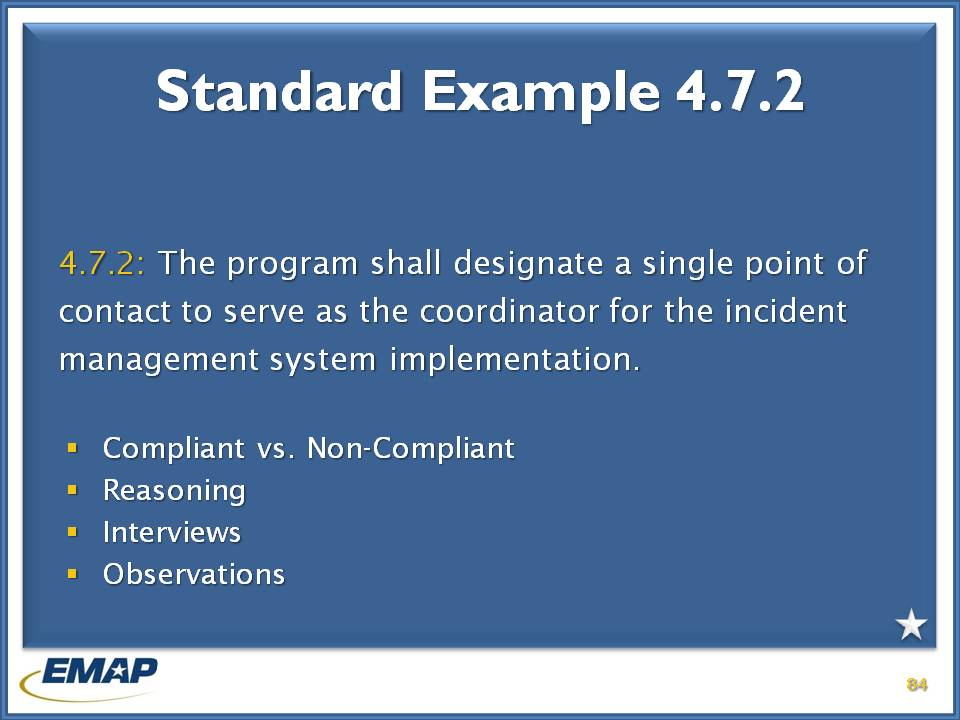 Standard Example 4.7.2
4.7.2: The program shall designate a single point of
contact to serve as the coordinator for the incident
management system implementation.
▪ Compliant vs. Non-Compliant
▪ Reasoning
▪ Interviews
▪ Observations
EMAP
84